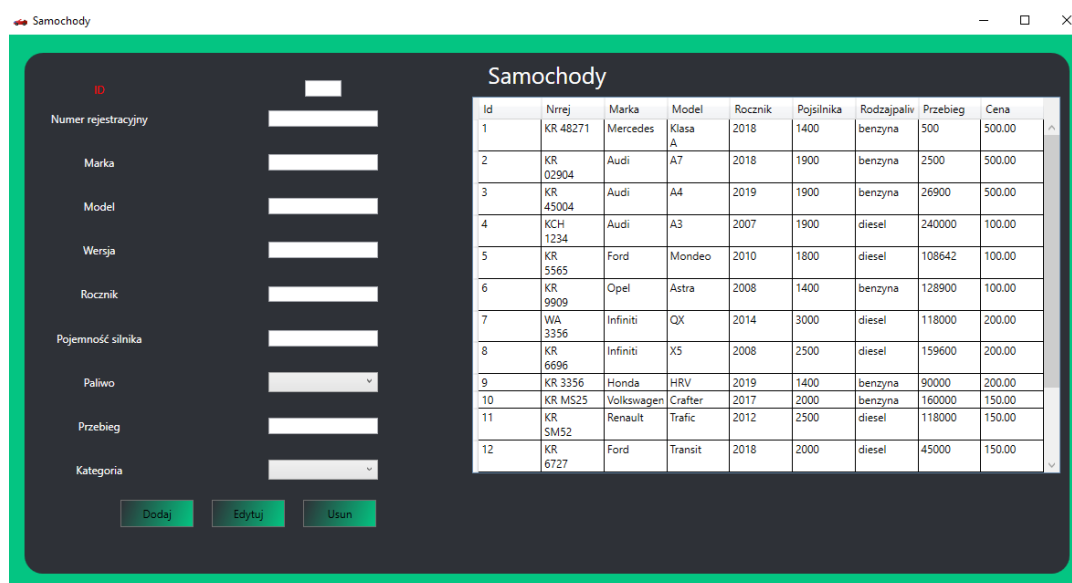 Samochody
Samochody
ID
Numer rejestracyjny
Marka
Model
Wersja
Rocznik
Pojemność silnika
Paliwo
Przebieg
Kategoria
Dodaj Edytuj Usun
Id Nrrej Marka Model Rocznik Pojsilnika Rodzajpaliv Przebieg Cena
1 KR 48271 Mercedes Klasa 2018 1400 benzyna 500 500.00
A
2 KR Audi A7 2018 1900 benzyna 2500 500.00
02904
3 KR Audi A4 2019 1900 benzyna 26900 500.00
45004
4 KCH Audi A3 2007 1900 diesel 240000 100.00
1234
5 KR Ford Mondeo 2010 1800 diesel 108642 100.00
5565
6 KR Opel Astra 2008 1400 benzyna 128900 100.00
9909
7 WA Infiniti QX 2014 3000 diesel 118000 200.00
3356
8 KR Infiniti X5 2008 2500 diesel 159600 200.00
6696
9 KR 3356 Honda HRV 2019 1400 benzyna 90000 200.00
10 KR MS25 Volkswagen Crafter 2017 2000 benzyna 160000 150.00
11 KR Renault Trafic 2012 2500 diesel 118000 150.00
SM52
12 KR Ford Transit 2018 2000 diesel 45000 150.00
6727